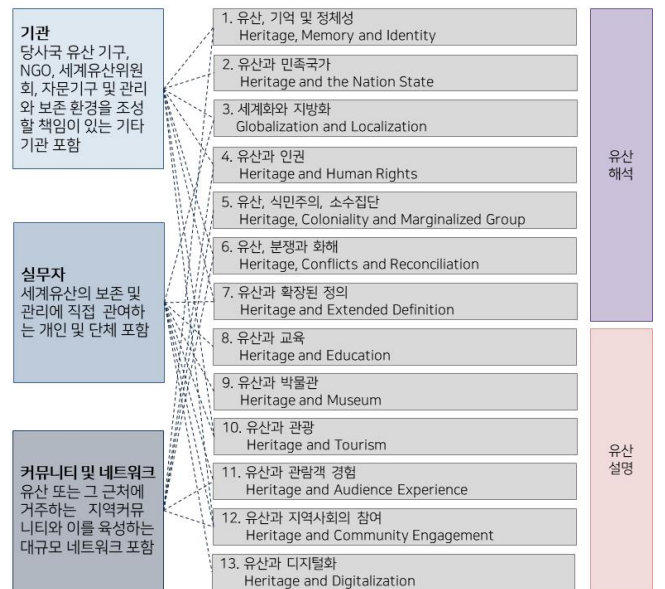 기관
당사국 유산 기구,
NGO, 세계유산위원
회, 자문기구 및 관리
와 보존 환경을 조성
할 책임이 있는 기타
기관 포함
실무자
세계유산의 보존 및
관리에 직접 관여하
는 개인 및 단체 포함
커뮤니티 및 네트워크
유산 또는 그 근처에
거주하는 지역커뮤
니티와 이를 육성하는
대규모 네트워크 포함
1. 유산, 기억 및 정체성
Heritage, Memory and Identity
2. 유산과 민족국가
Heritage and the Nation State
3. 세계화와 지방화
Globalization and Localization
4. 유산과 인권
Heritage and Human Rights
5. 유산, 식민주의, 소수집단
Heritage, Coloniality and Marginalized Group
6. 유산, 분쟁과 화해
Heritage, Conflicts and Reconciliation
7. 유산과 확장된 정의
Heritage and Extended Definition
8. 유산과 교육
Heritage and Education
9. 유산과 박물관
Heritage and Museum
10. 유산과 관광
Heritage and Tourism
11. 유산과 관람객 경험
Heritage and Audience Experience
12. 유산과 지역사회의 참여
Heritage and Community Engagement
13. 유산과 디지털화
Heritage and Digitalization
유산
해석
유산
설명